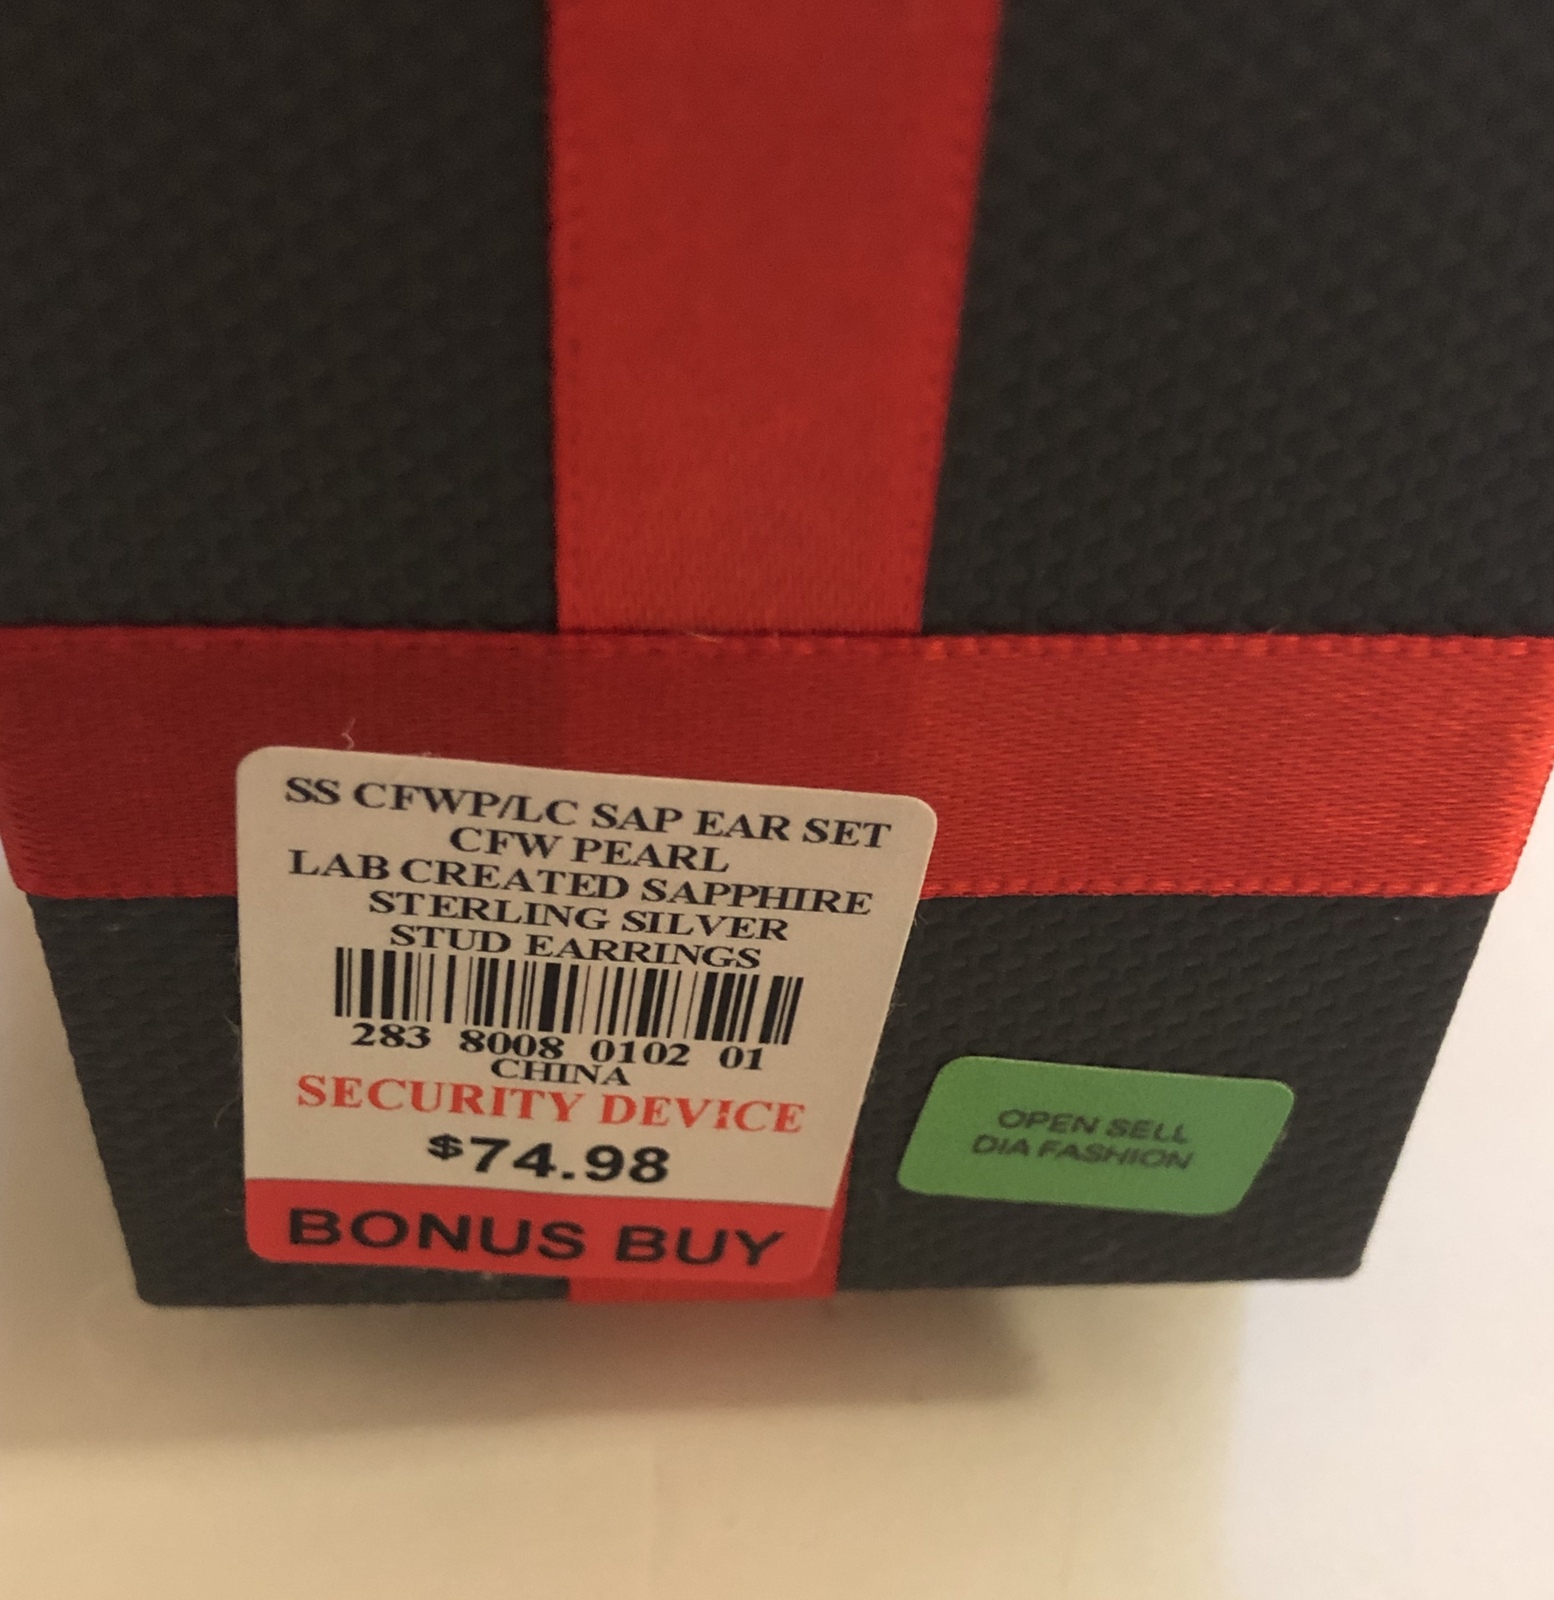 SS CFWP/LC SAP EAR SET
CFW PEARL
LAB CREATED SAPPHIRE
STERLING SILVER
STUD EARRINGS
283 8008 0102 01
CHINA
SECURITY DEVICE
$74.98
BONUS BUY
OPEN SELL
DIA FASHION